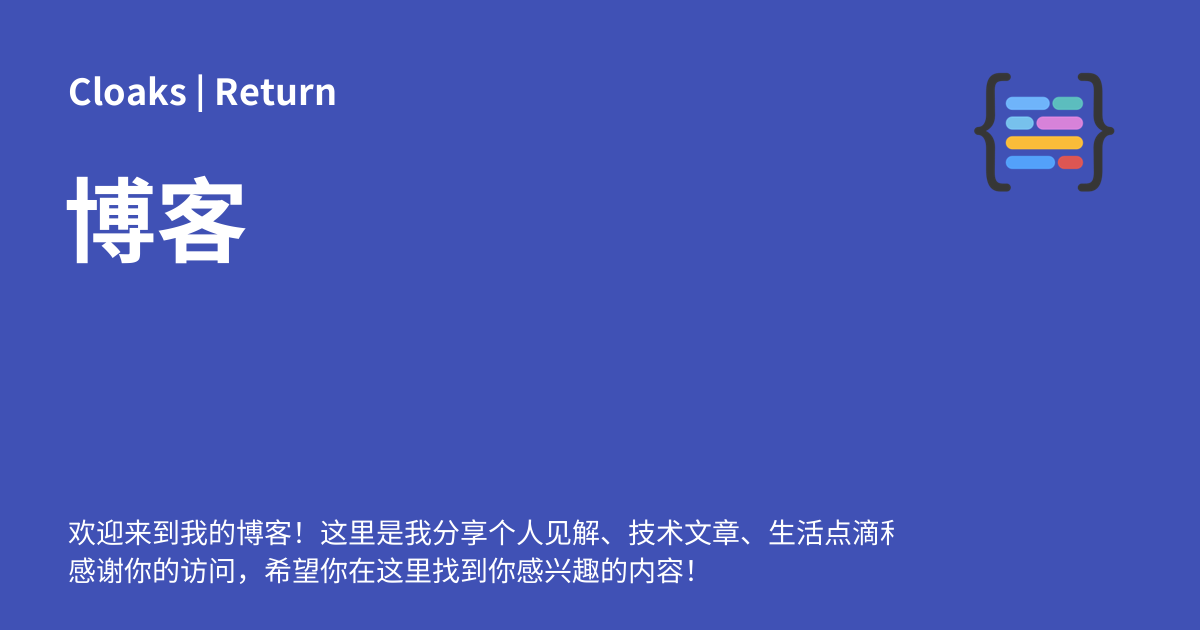 Cloaks | Return
博客
欢迎来到我的博客！这里是我分享个人见解、技术文章、生活点滴
感谢你的访问，希望你在这里找到你感兴趣的内容！